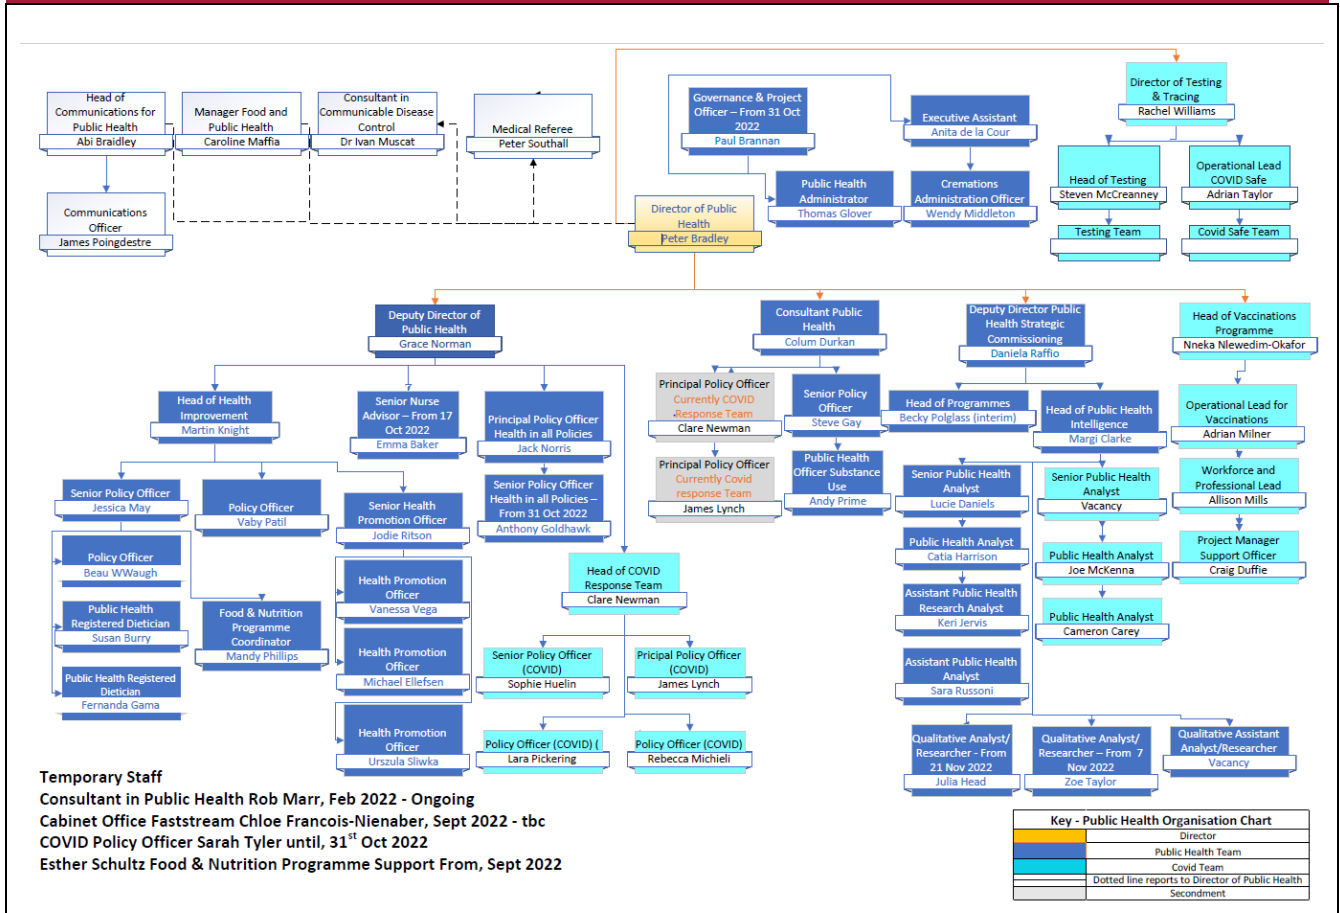 Head of
Communications for
Public Health
Abi Braidley
Manager Food and
Public Health
Caroline Maffia
Consultant in
Communicable Disease
Control
Dr Ivan Muscat
Medical Referee
Peter Southall
Governance & Project
Officer – From 31 Oct
2022
Paul Brannan
Executive Assistant
Anita de la Cour
Director of Testing
& Tracing
Rachel Williams
Communications
Officer
James Poingdestre
Director of Public
Health
Peter Bradley
Public Health
Administrator
Thomas Glover
Cremations
Administration Officer
Wendy Middleton
Head of Testing
Steven McCreanney
Operational Lead
COVID Safe
Adrian Taylor
Testing Team
Covid Safe Team
Deputy Director of
Public Health
Grace Norman
Consultant Public
Health
Colum Durkan
Deputy Director Public
Health Strategic
Commissioning
Daniela Raffio
Head of Vaccinations
Programme
Nneka Nlewedim-Okafor
Head of Health
Improvement
Martin Knight
Senior Nurse
Advisor – From 17
Oct 2022
Emma Baker
Principal Policy Officer
Health in all Policies
Jack Norris
Principal Policy Officer
Currently COVID
Response Team
Clare Newman
Senior Policy
Officer
Steve Gay
Head of Programmes
Becky Polglass (interim)
Head of Public Health
Intelligence
Margi Clarke
Operational Lead for
Vaccinations
Adrian Milner
Senior Policy Officer
Jessica May
Policy Officer
Vaby Patil
Senior Health
Promotion Officer
Jodie Ritson
Senior Policy Officer
Health in all Policies –
From 31 Oct 2022
Anthony Goldhawk
Principal Policy Officer
Currently Covid
response Team
James Lynch
Public Health
Officer Substance
Use
Andy Prime
Senior Public Health
Analyst
Lucie Daniels
Senior Public Health
Analyst
Vacancy
Workforce and
Professional Lead
Allison Mills
Policy Officer
Beau WWaugh
Public Health
Registered Dietician
Susan Burry
Public Health Registered
Dietician
Fernanda Gama
Food & Nutrition
Programme
Coordinator
Mandy Phillips
Health Promotion
Officer
Vanessa Vega
Health Promotion
Officer
Michael Ellefsen
Health Promotion
Officer
Urszula Sliwka
Head of COVID
Response Team
Clare Newman
Senior Policy Officer
(COVID)
Sophie Huelin
Pricipal Policy Officer
(COVID)
James Lynch
Policy Officer (COVID) (
Lara Pickering
Policy Officer (COVID)
Rebecca Michieli
Public Health Analyst
Catia Harrison
Assistant Public Health
Research Analyst
Keri Jervis
Assistant Public Health
Analyst
Sara Russoni
Public Health Analyst
Joe McKenna
Public Health Analyst
Cameron Carey
Project Manager
Support Officer
Craig Duffie
Qualitative Analyst/
Researcher - From
21 Nov 2022
Julia Head
Qualitative Analyst/
Researcher – From 7
Nov 2022
Zoe Taylor
Qualitative Assistant
Analyst/Researcher
Vacancy
Temporary Staff
Consultant in Public Health Rob Marr, Feb 2022 - Ongoing
Cabinet Office Faststream Chloe Francois-Nienaber, Sept 2022 - tbc
COVID Policy Officer Sarah Tyler until, 31st Oct 2022
Esther Schultz Food & Nutrition Programme Support From, Sept 2022
Key - Public Health Organisation Chart
Director
Public Health Team
Covid Team
Dotted line reports to Director of Public Health
Secondment